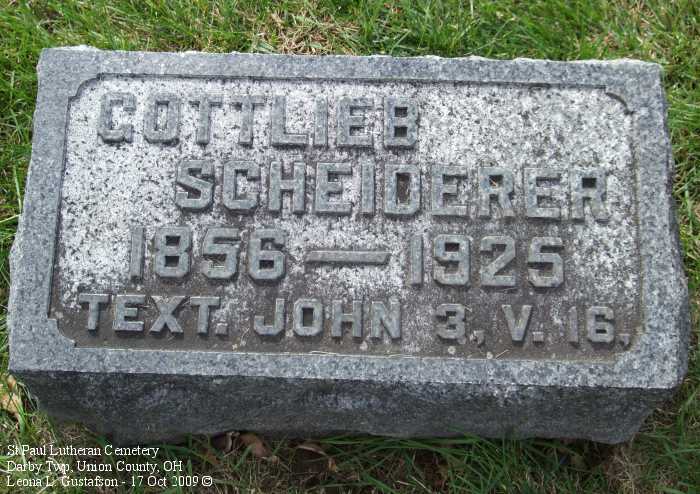 GOTTLIEB
SCHEIDERER
1856 — 1925
TEXT. JOHN 3, V. 16,
St Paul Lutheran Cemetery
Darby Twp, Union County, OH
Leona L. Gustafson - 17 Oct 2009 ©